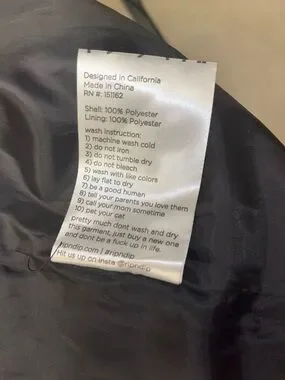 Designed in California
Made in China
RN #: 151162
Shell: 100% Polyester
Lining: 100% Polyester
wash instruction:
1) machine wash cold
2) do not iron
3) do not tumble dry
4) do not bleach
5) wash with like colors
6) lay flat to dry
7) be a good human
8) tell your parents you love them
9) call your mom sometime
10) pet your cat
pretty much dont wash and dry
this garment, just buy a new one
and dont be a fuck up in life.
ripndip.com / #ripndip
Hit us up on insta @ripndip